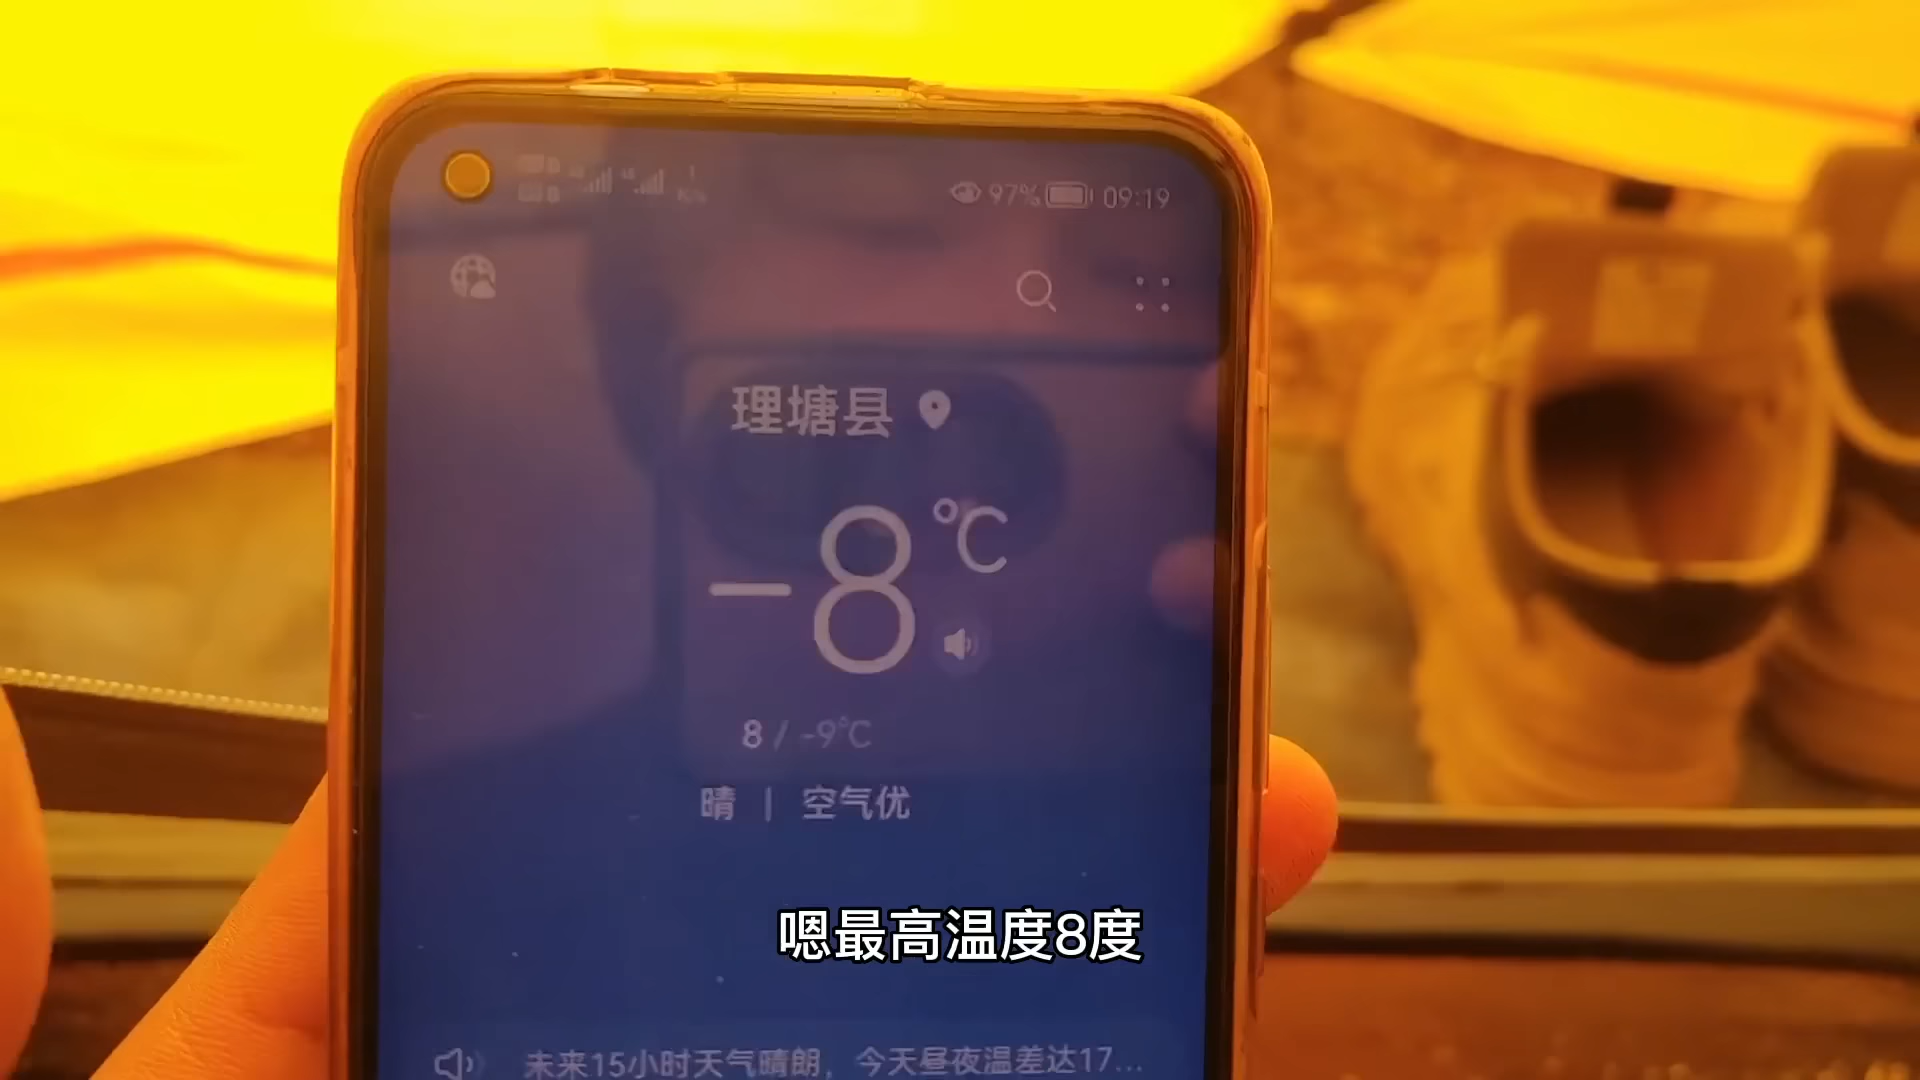 97% 09:19
理塘县
-8℃
8 / -9℃
晴 | 空气优
嗯最高温度8度
未来15小时天气晴朗，今天昼夜温差达17...